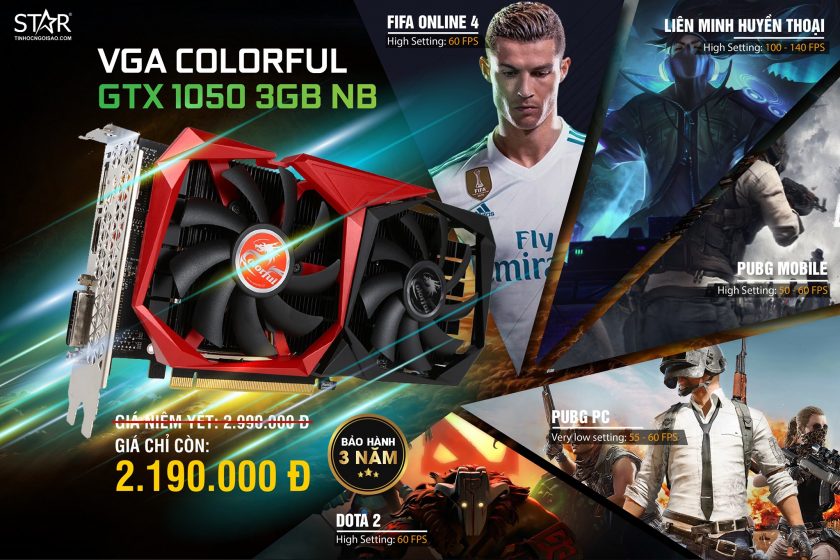 STAR
TINHOCNGOISAO.COM
VGA COLORFUL
GTX 1050 3GB NB
FIFA ONLINE 4
High Setting: 60 FPS
LIÊN MINH HUYỀN THOẠI
High Setting: 100 - 140 FPS
Fly
mira
adidas
Colorful
PUBG MOBILE
High Setting: 50 - 60 FPS
PUBG PC
Very low setting: 55 - 60 FPS
GIÁ NIÊM YẾT: 2.990.000 Đ
GIÁ CHỈ CÒN:
2.190.000 Đ
BẢO HÀNH
3 NĂM
DOTA 2
High Setting: 60 FPS